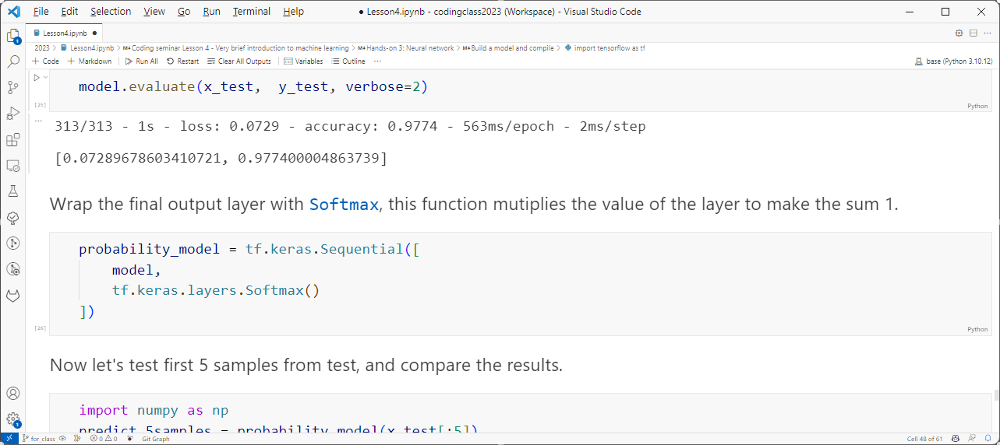 File Edit Selection View Go Run Terminal Help
● Lesson4.ipynb - codingclass2023 (Workspace) - Visual Studio Code
Lesson4.ipynb ●
2023 > Lesson4.ipynb > M↓Coding seminar Lesson 4 - Very brief introduction to machine learning > M↓Hands-on 3: Neural network > M↓Build a model and compile > import tensorflow as tf
+ Code + Markdown Run All Restart Clear All Outputs Variables Outline ...
base (Python 3.10.12)
model.evaluate(x_test,  y_test, verbose=2)
[25]
Python
...
313/313 - 1s - loss: 0.0729 - accuracy: 0.9774 - 563ms/epoch - 2ms/step
[0.07289678603410721, 0.977400004863739]
Wrap the final output layer with Softmax, this function mutiplies the value of the layer to make the sum 1.
probability_model = tf.keras.Sequential([
model,
tf.keras.layers.Softmax()
])
[26]
Python
Now let's test first 5 samples from test, and compare the results.
import numpy as np
predict_5samples = probability_model(x_test[:5])
1
1
for_class
0 0
Git Graph
Cell 48 of 61